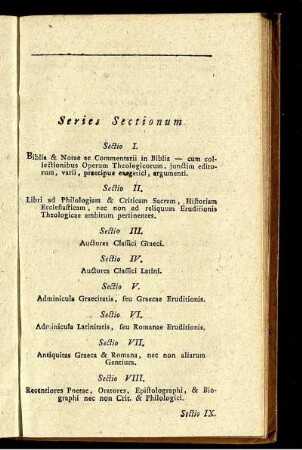 Series Sectionum
Sectio I.
Biblia & Notae ac Commentarii in Biblia — cum col-
lectionibus Operum Theologicorum, junctim edito-
rum, varii, praecipue exegetici, argumenti.
Sectio II.
Libri ad Philologiam & Criticam Sacram, Historiam
Ecclesiasticam, nec non ad reliquum Eruditionis
Theologicae ambitum pertinentes.
Sectio III.
Auctores Classici Graeci.
Sectio IV.
Auctores Classici Latini.
Sectio V.
Adminicula Graecitatis, seu Graecae Eruditionis.
Sectio VI.
Adminicula Latinitatis, seu Romanae Eruditionis.
Sectio VII.
Antiquitas Graeca & Romana, nec non aliarum
Gentium.
Sectio VIII.
Recentiores Poetae, Oratores, Epistolographi, & Bio-
graphi nec non Crit. & Philologici.
Sectio IX.